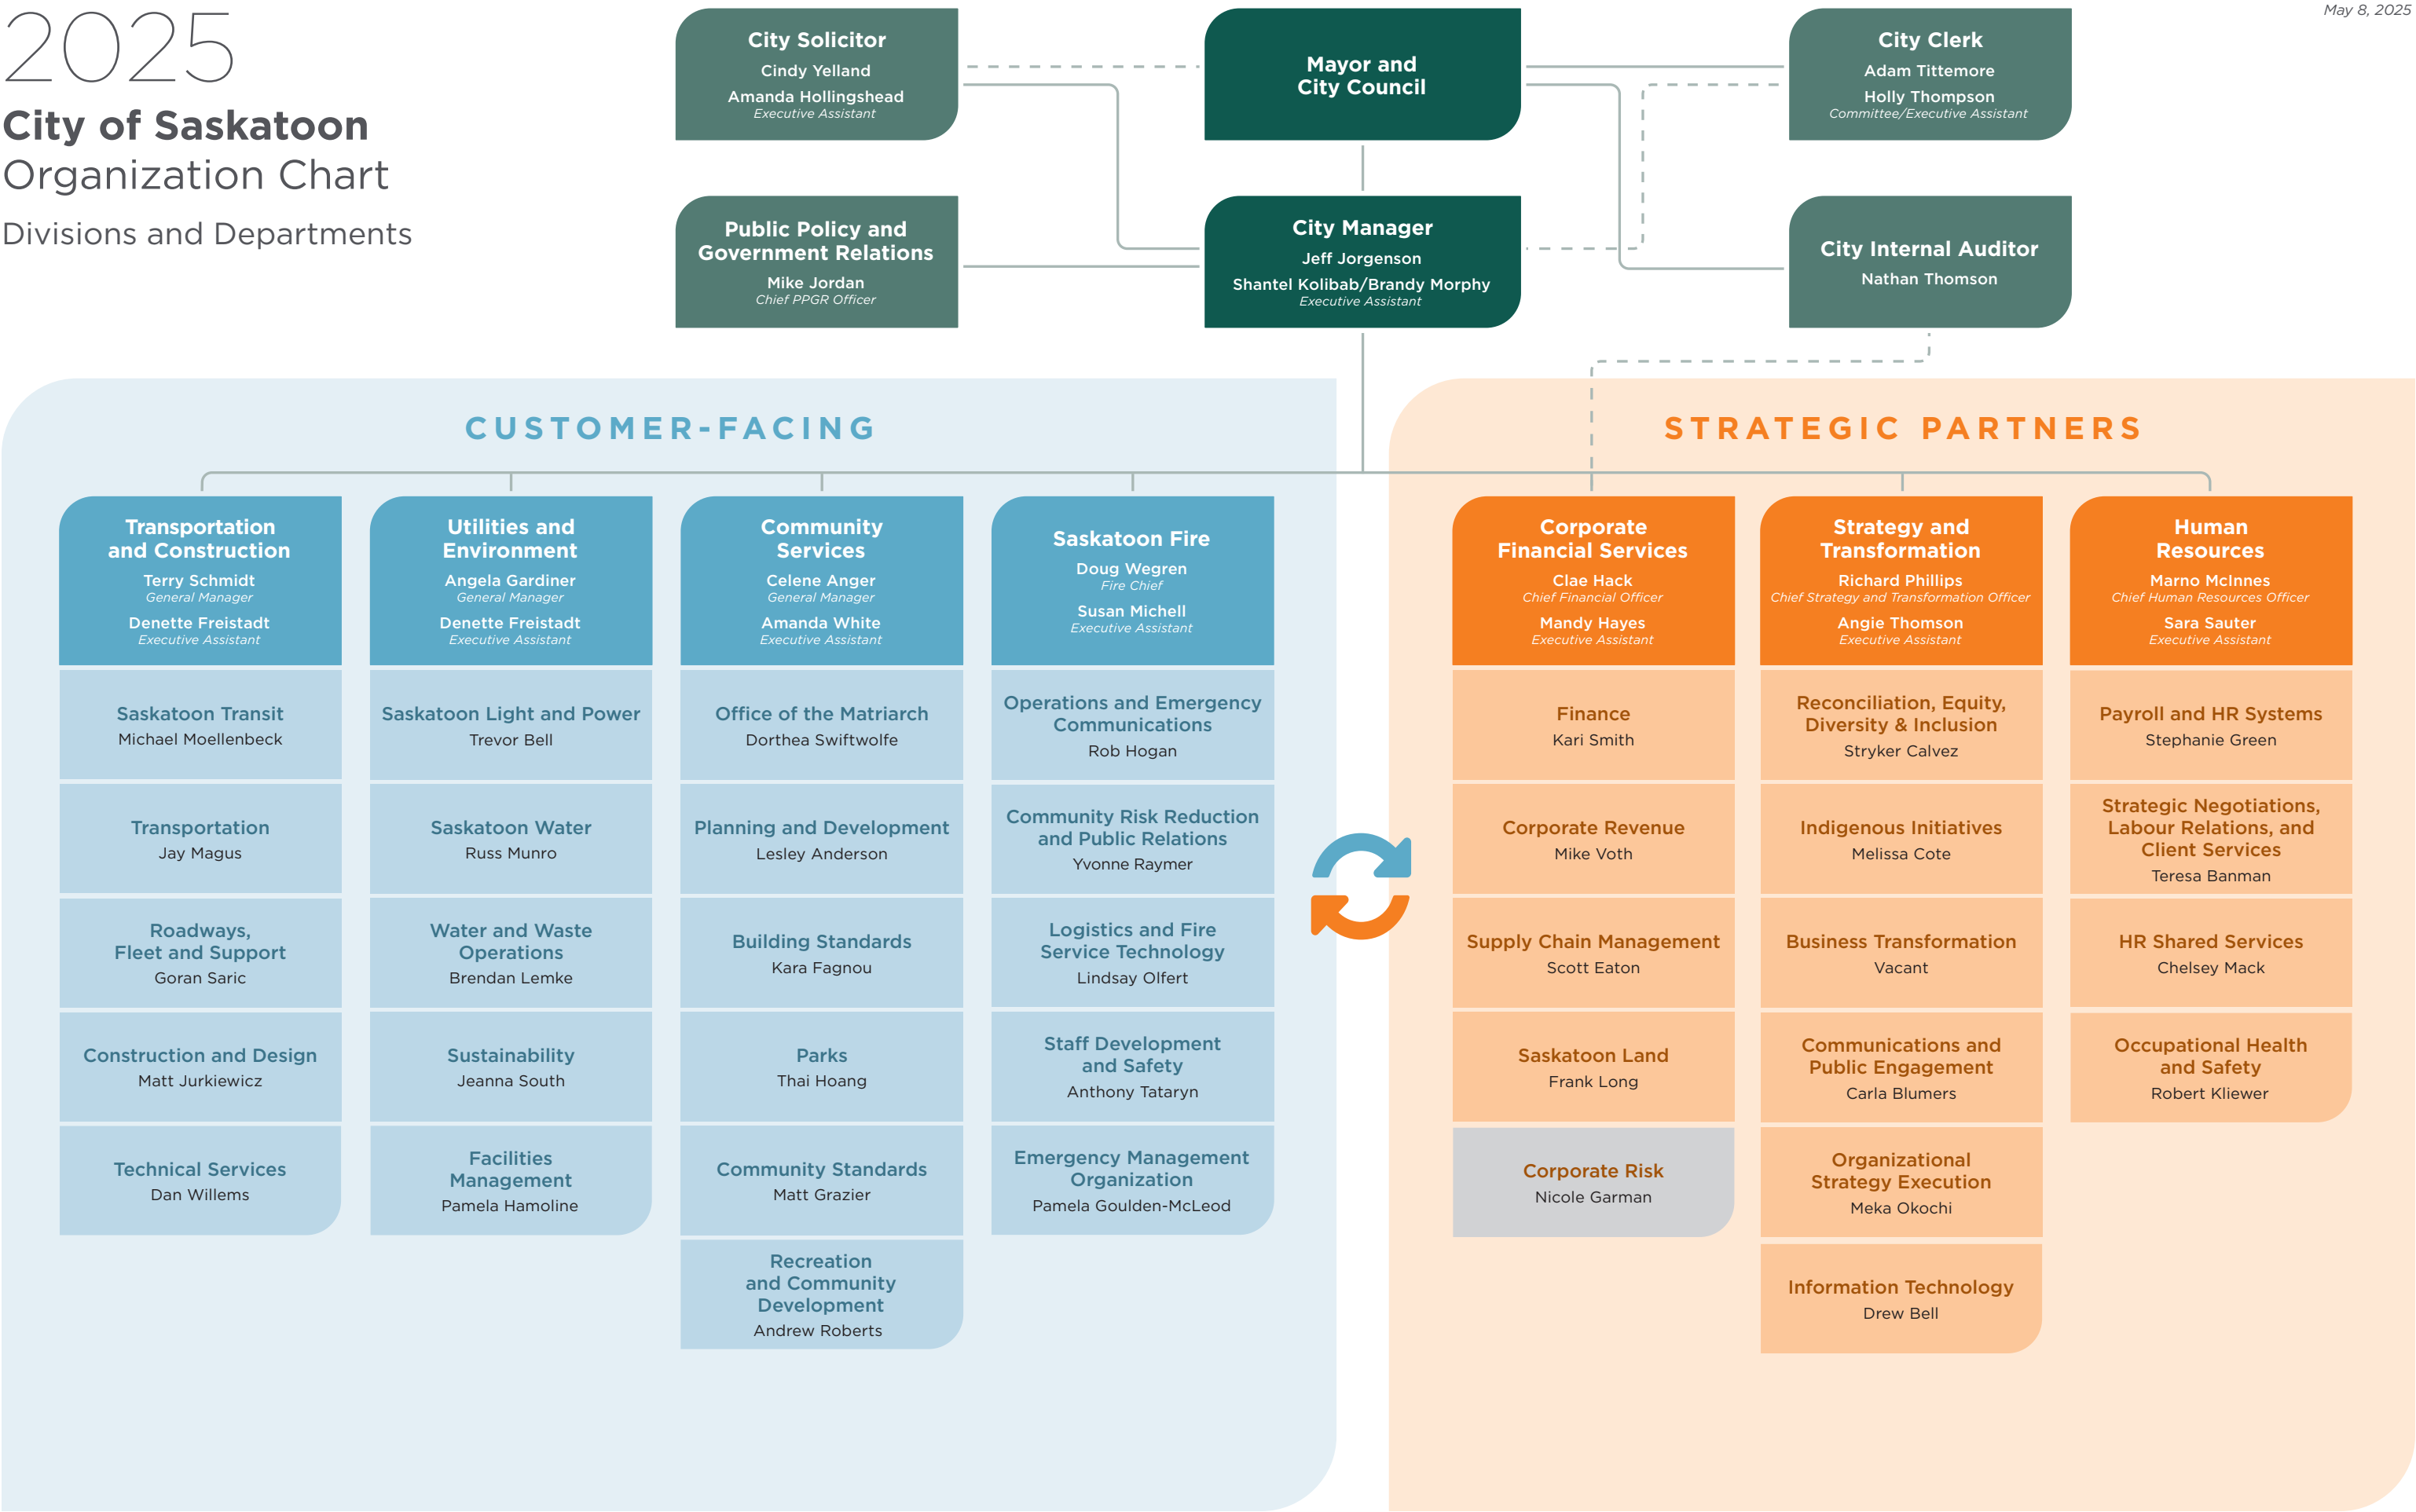 2025
City of Saskatoon
Organization Chart
Divisions and Departments
May 8, 2025
City Solicitor
Cindy Yelland
Amanda Hollingshead
Executive Assistant
Mayor and
City Council
City Clerk
Adam Tittemore
Holly Thompson
Committee/Executive Assistant
Public Policy and
Government Relations
Mike Jordan
Chief PPGR Officer
City Manager
Jeff Jorgenson
Shantel Kolibab/Brandy Morphy
Executive Assistant
City Internal Auditor
Nathan Thomson
CUSTOMER-FACING
Transportation
and Construction
Terry Schmidt
General Manager
Denette Freistadt
Executive Assistant
Saskatoon Transit
Michael Moellenbeck
Transportation
Jay Magus
Roadways,
Fleet and Support
Goran Saric
Construction and Design
Matt Jurkiewicz
Technical Services
Dan Willems
Utilities and
Environment
Angela Gardiner
General Manager
Denette Freistadt
Executive Assistant
Saskatoon Light and Power
Trevor Bell
Saskatoon Water
Russ Munro
Water and Waste
Operations
Brendan Lemke
Sustainability
Jeanna South
Facilities
Management
Pamela Hamoline
Community
Services
Celene Anger
General Manager
Amanda White
Executive Assistant
Office of the Matriarch
Dorthea Swiftwolfe
Planning and Development
Lesley Anderson
Building Standards
Kara Fagnou
Parks
Thai Hoang
Community Standards
Matt Grazier
Recreation
and Community
Development
Andrew Roberts
Saskatoon Fire
Doug Wegren
Fire Chief
Susan Michell
Executive Assistant
Operations and Emergency
Communications
Rob Hogan
Community Risk Reduction
and Public Relations
Yvonne Raymer
Logistics and Fire
Service Technology
Lindsay Olfert
Staff Development
and Safety
Anthony Tataryn
Emergency Management
Organization
Pamela Goulden-McLeod
STRATEGIC PARTNERS
Corporate
Financial Services
Clae Hack
Chief Financial Officer
Mandy Hayes
Executive Assistant
Finance
Kari Smith
Corporate Revenue
Mike Voth
Supply Chain Management
Scott Eaton
Saskatoon Land
Frank Long
Corporate Risk
Nicole Garman
Strategy and
Transformation
Richard Phillips
Chief Strategy and Transformation Officer
Angie Thomson
Executive Assistant
Reconciliation, Equity,
Diversity & Inclusion
Stryker Calvez
Indigenous Initiatives
Melissa Cote
Business Transformation
Vacant
Communications and
Public Engagement
Carla Blumers
Organizational
Strategy Execution
Meka Okochi
Information Technology
Drew Bell
Human
Resources
Marno McInnes
Chief Human Resources Officer
Sara Sauter
Executive Assistant
Payroll and HR Systems
Stephanie Green
Strategic Negotiations,
Labour Relations, and
Client Services
Teresa Banman
HR Shared Services
Chelsey Mack
Occupational Health
and Safety
Robert Kliewer